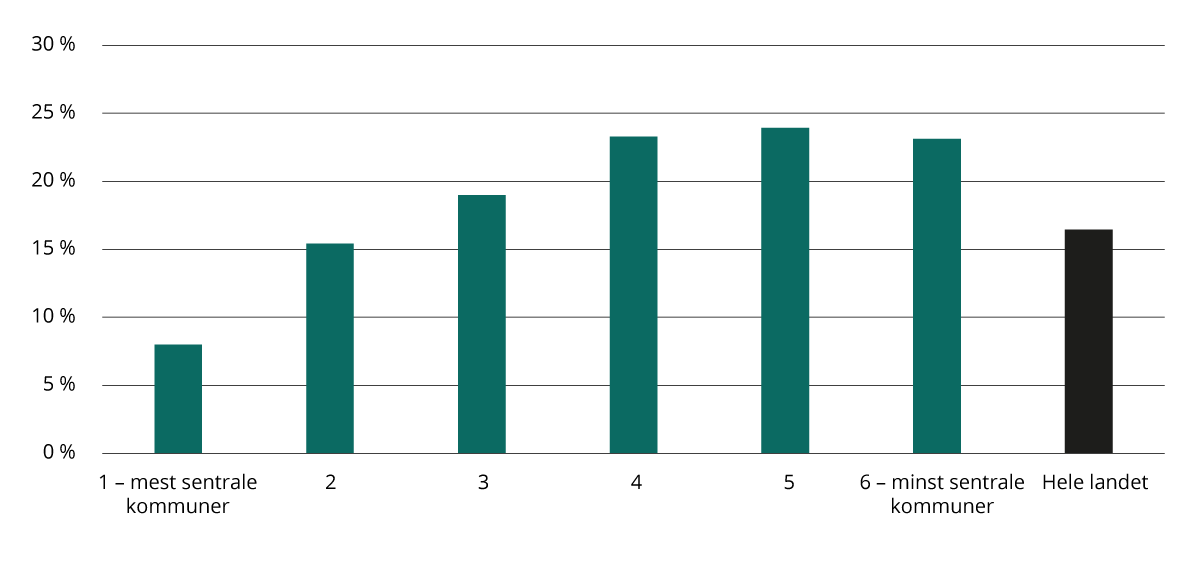 30 %
25 %
20 %
15 %
10 %
5 %
0 %
1 – mest sentrale
kommuner
2
3
4
5
6 – minst sentrale
kommuner
Hele landet